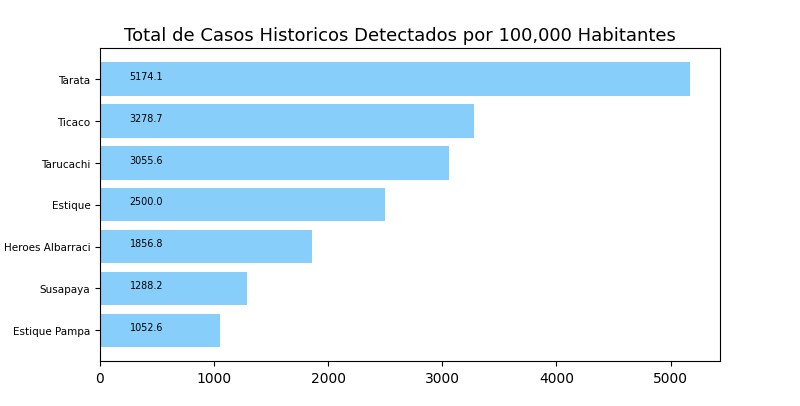 Total de Casos Historicos Detectados por 100,000 Habitantes
Tarata 5174.1
Ticaco 3278.7
Tarucachi 3055.6
Estique 2500.0
Heroes Albarraci 1856.8
Susapaya 1288.2
Estique Pampa 1052.6
0 1000 2000 3000 4000 5000